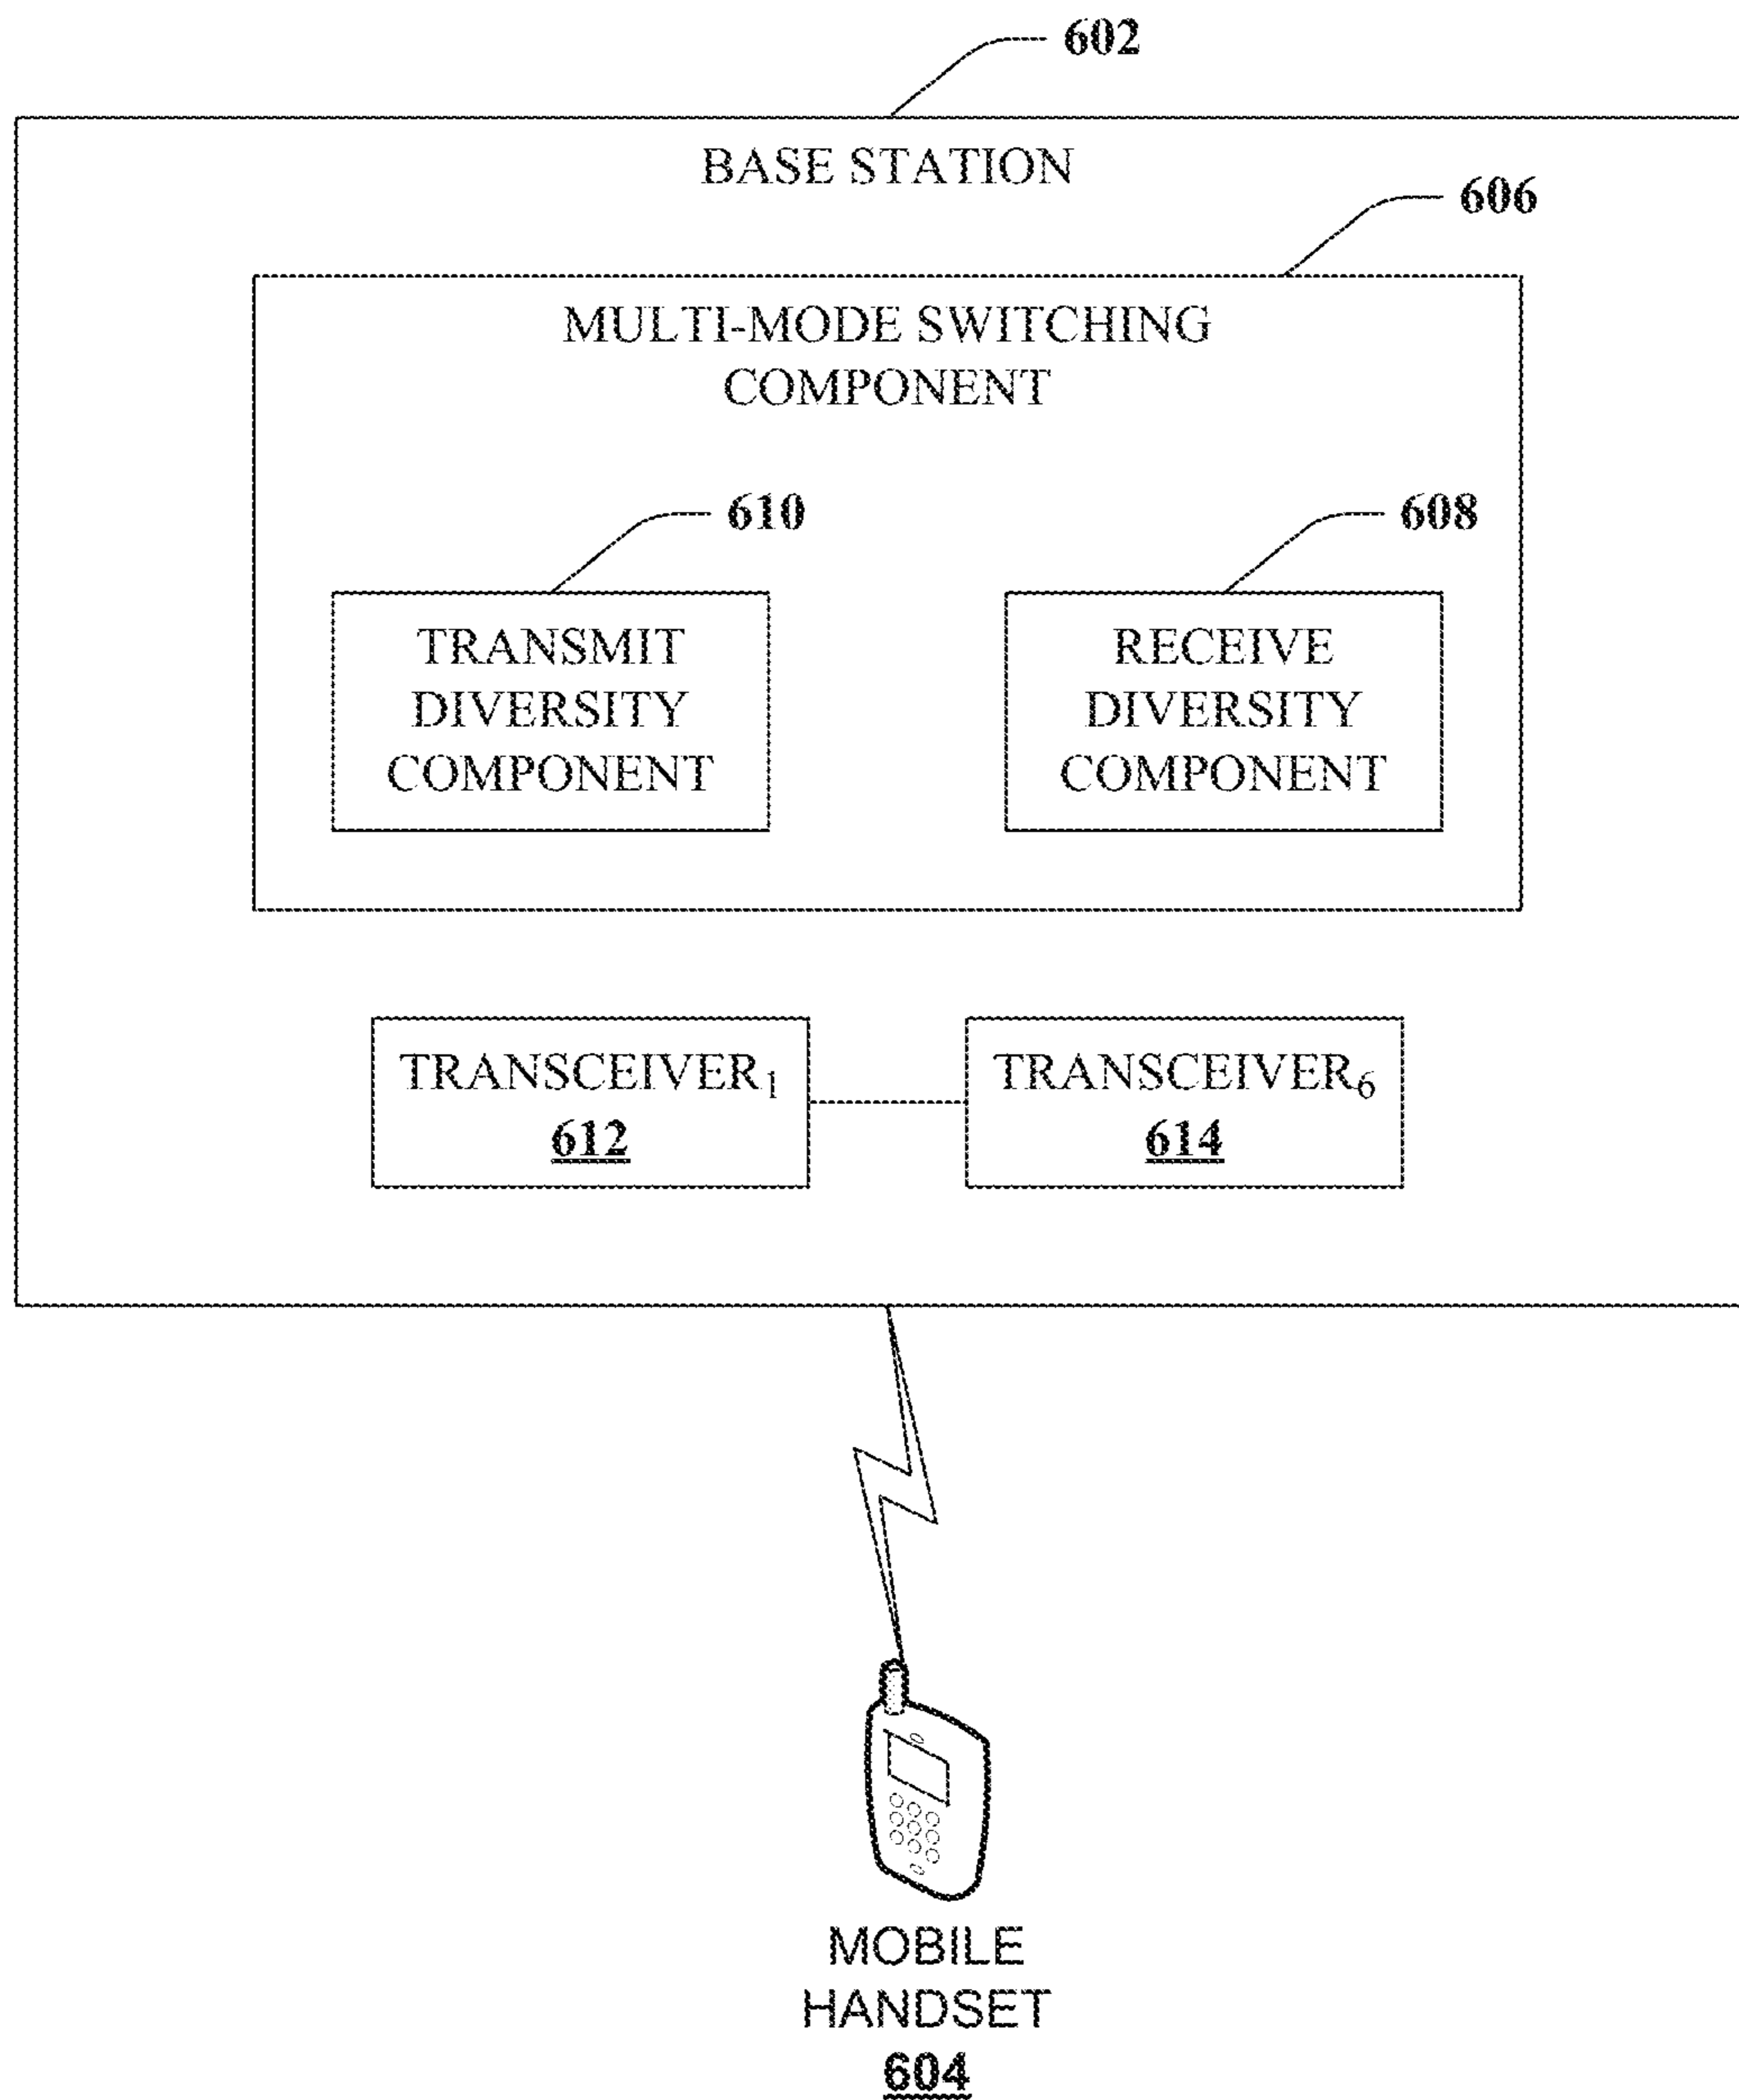 602
BASE STATION
606
MULTI-MODE SWITCHING
COMPONENT
610
608
TRANSMIT
DIVERSITY
COMPONENT
RECEIVE
DIVERSITY
COMPONENT
TRANSCEIVER₁
612
TRANSCEIVER₆
614
MOBILE
HANDSET
604